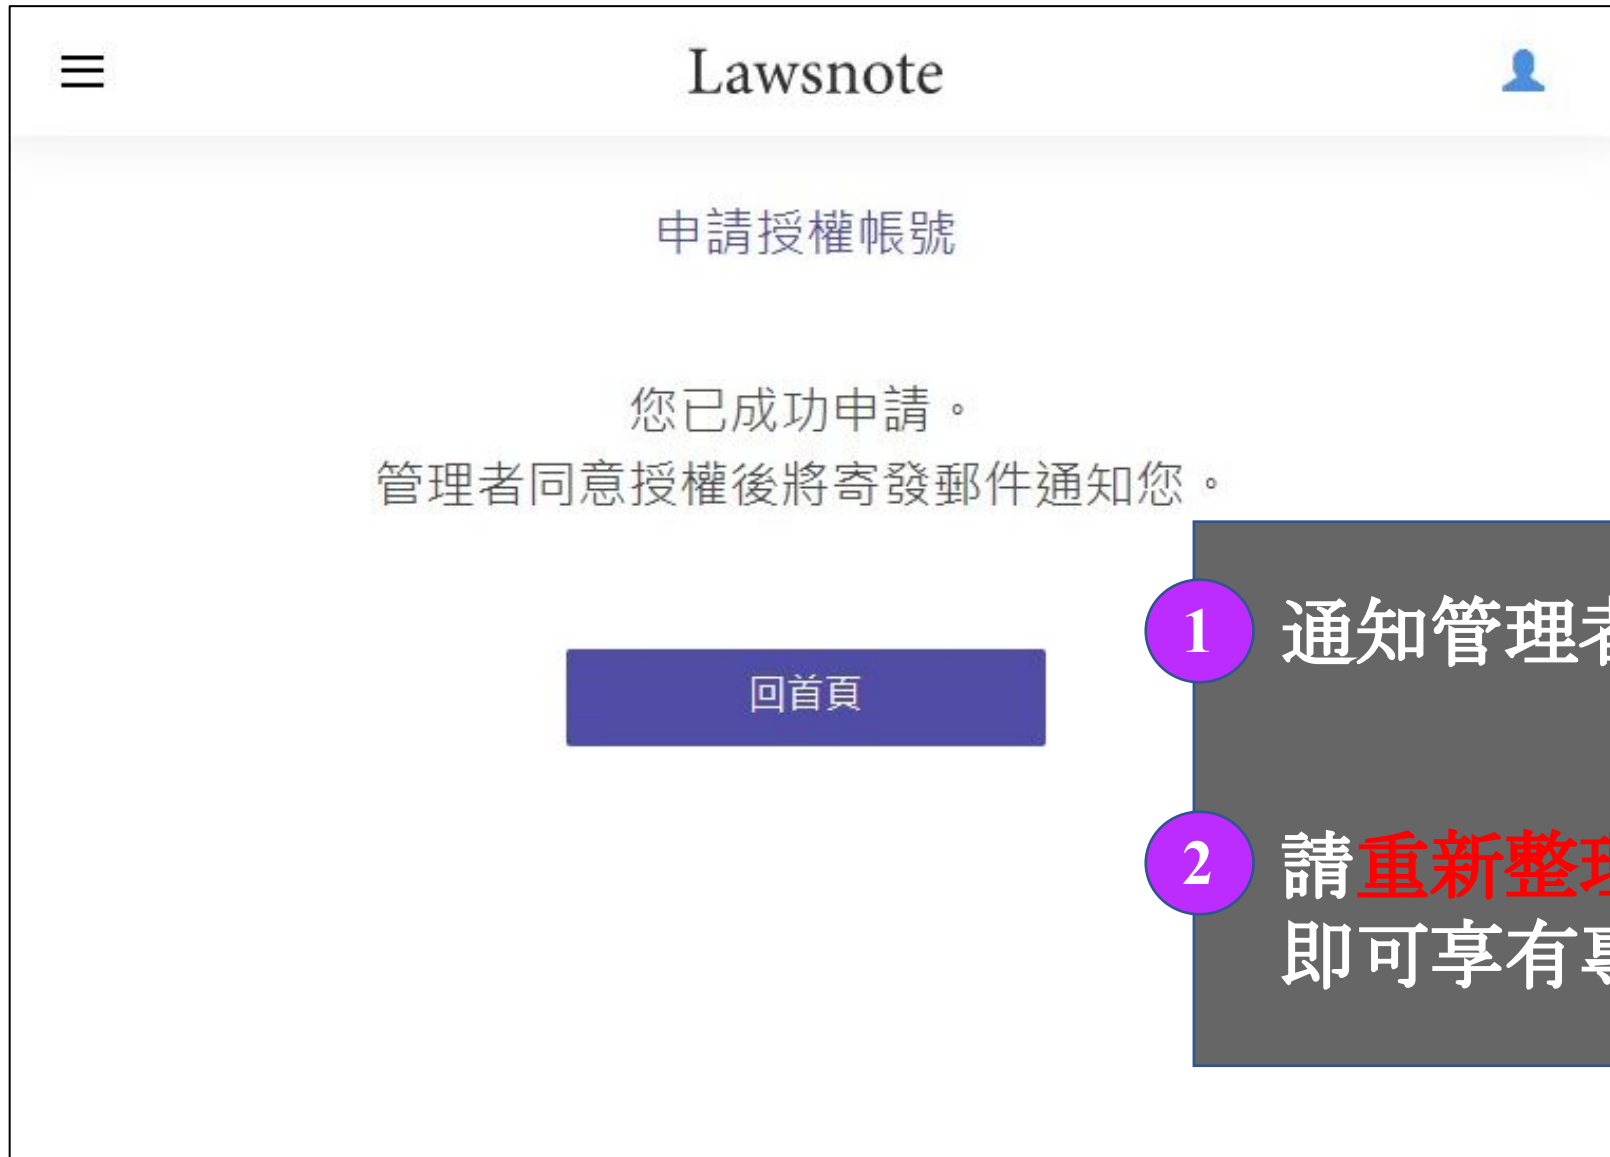 Lawsnote
申請授權帳號
您已成功申請。
管理者同意授權後將寄發郵件通知您。
回首頁
1 通知管理
2 請重新整
即可享有